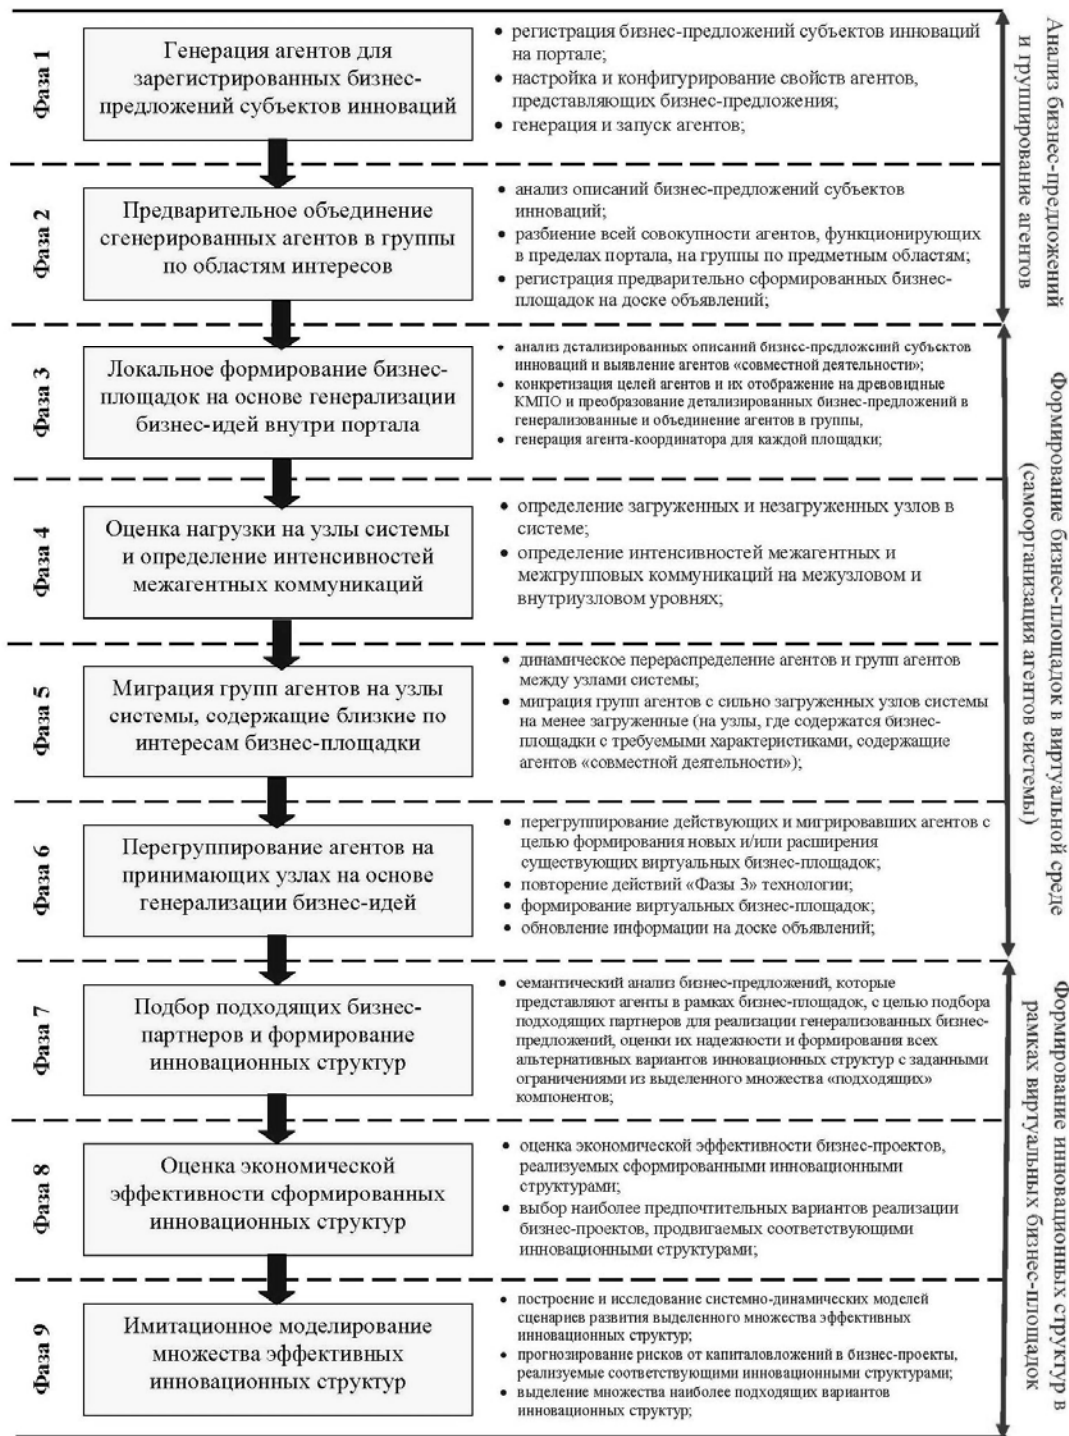 Фаза 1
Генерация агентов для
зарегистрированных бизнес-
предложений субъектов инноваций
• регистрация бизнес-предложений субъектов инноваций
на портале;
• настройка и конфигурирование свойств агентов,
представляющих бизнес-предложения;
• генерация и запуск агентов;
Фаза 2
Предварительное объединение
сгенерированных агентов в группы
по областям интересов
• анализ описаний бизнес-предложений субъектов
инноваций;
• разбиение всей совокупности агентов, функционирующих
в пределах портала, на группы по предметным областям;
• регистрация предварительно сформированных бизнес-
площадок на доске объявлений;
Анализ бизнес-предложений
и группирование агентов
Фаза 3
Локальное формирование бизнес-
площадок на основе генерализации
бизнес-идей внутри портала
• анализ детализированных описаний бизнес-предложений субъектов
инноваций и выявление агентов «совместной деятельности»;
• конкретизация целей агентов и их отображение на древовидные
КМПО и преобразование детализированных бизнес-предложений в
генерализованные и объединение агентов в группы,
• генерация агента-координатора для каждой площадки;
Фаза 4
Оценка нагрузки на узлы системы
и определение интенсивностей
межагентных коммуникаций
• определение загруженных и незагруженных узлов в
системе;
• определение интенсивностей межагентных и
межгрупповых коммуникаций на межузловом и
внутриузловом уровнях;
Фаза 5
Миграция групп агентов на узлы
системы, содержащие близкие по
интересам бизнес-площадки
• динамическое перераспределение агентов и групп агентов
между узлами системы;
• миграция групп агентов с сильно загруженных узлов системы
на менее загруженные (на узлы, где содержатся бизнес-
площадки с требуемыми характеристиками, содержащие
агентов «совместной деятельности»);
Фаза 6
Перегруппирование агентов на
принимающих узлах на основе
генерализации бизнес-идей
• перегруппирование действующих и мигрировавших агентов с
целью формирования новых и/или расширения
существующих виртуальных бизнес-площадок;
• повторение действий «Фазы 3» технологии;
• формирование виртуальных бизнес-площадок;
• обновление информации на доске объявлений;
Формирование бизнес-площадок в виртуальной среде
(самоорганизация агентов системы)
Фаза 7
Подбор подходящих бизнес-
партнеров и формирование
инновационных структур
• семантический анализ бизнес-предложений, которые
представляют агенты в рамках бизнес-площадок, с целью подбора
подходящих партнеров для реализации генерализованных бизнес-
предложений, оценки их надежности и формирования всех
альтернативных вариантов инновационных структур с заданными
ограничениями из выделенного множества «подходящих»
компонентов;
Фаза 8
Оценка экономической
эффективности сформированных
инновационных структур
• оценка экономической эффективности бизнес-проектов,
реализуемых сформированными инновационными
структурами;
• выбор наиболее предпочтительных вариантов реализации
бизнес-проектов, продвигаемых соответствующими
инновационными структурами;
Фаза 9
Имитационное моделирование
множества эффективных
инновационных структур
• построение и исследование системно-динамических моделей
сценариев развития выделенного множества эффективных
инновационных структур;
• прогнозирование рисков от капиталовложений в бизнес-проекты,
реализуемые соответствующими инновационными структурами;
• выделение множества наиболее подходящих вариантов
инновационных структур;
Формирование инновационных структур в
рамках виртуальных бизнес-площадок